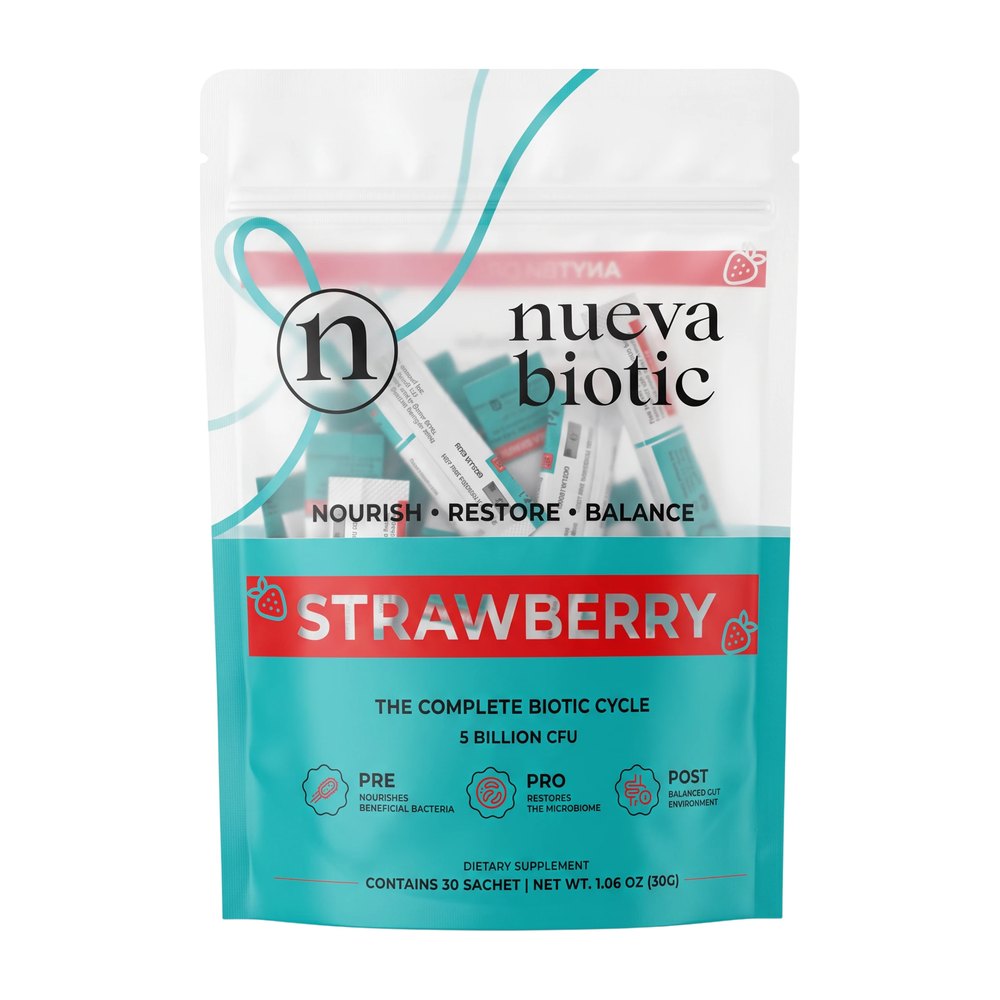 n
nueva
biotic
NOURISH • RESTORE • BALANCE
STRAWBERRY
THE COMPLETE BIOTIC CYCLE
5 BILLION CFU
PRE
NOURISHES
BENEFICIAL BACTERIA
PRO
RESTORES
THE MICROBIOME
POST
BALANCED GUT
ENVIRONMENT
DIETARY SUPPLEMENT
CONTAINS 30 SACHET | NET WT. 1.06 OZ (30G)